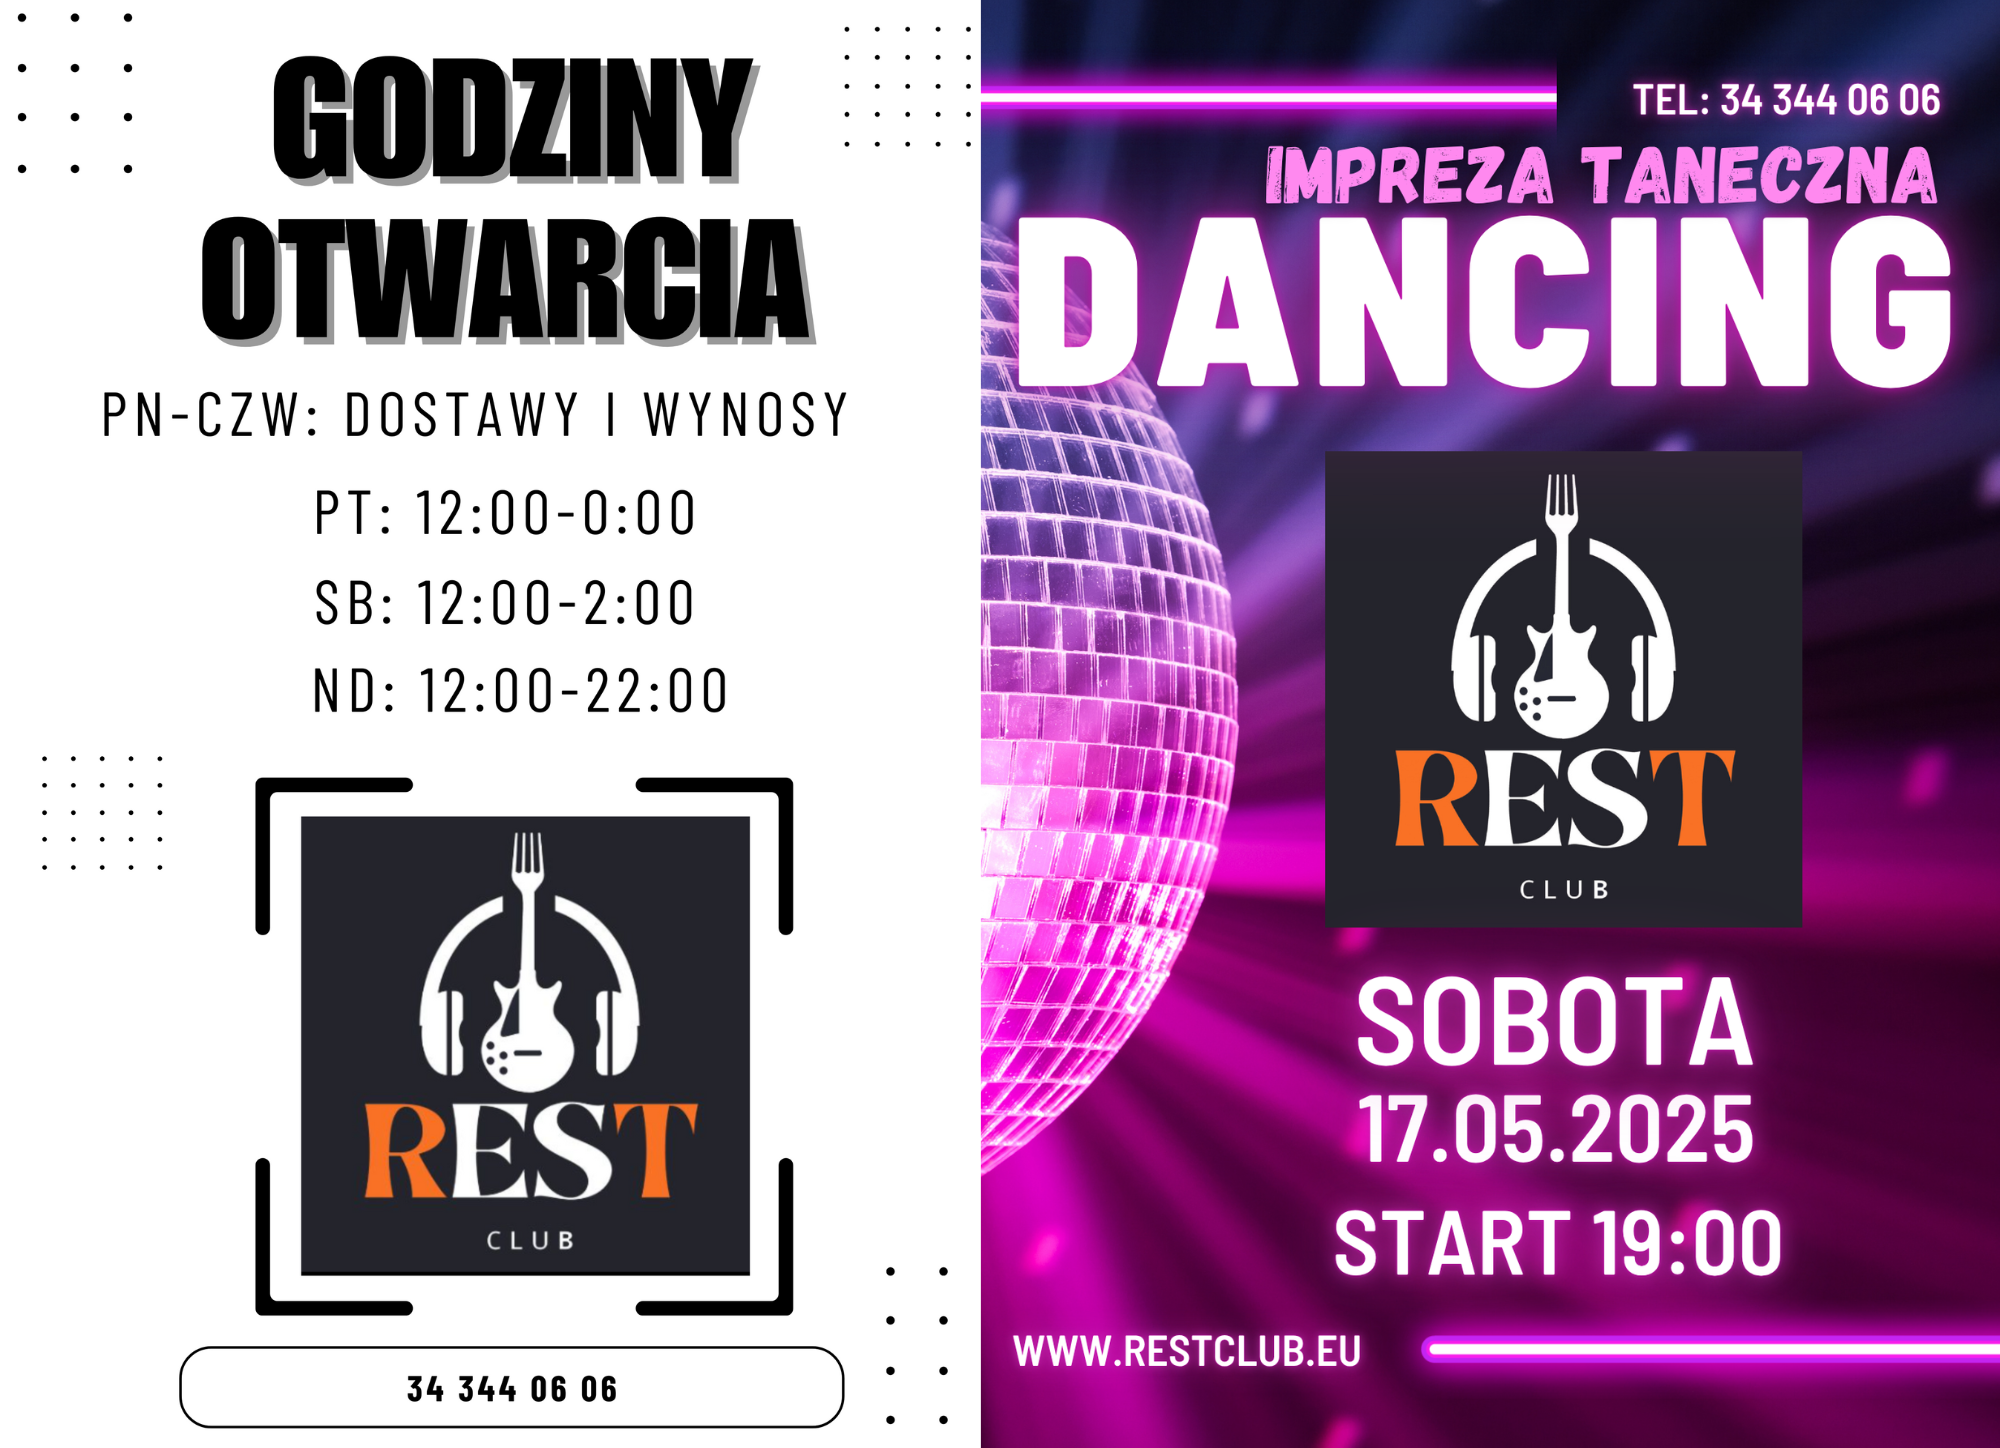 GODZINY
OTWARCIA
PN-CZW: DOSTAWY I WYNOSY
PT: 12:00-0:00
SB: 12:00-2:00
ND: 12:00-22:00
REST
CLUB
34 344 06 06
TEL: 34 344 06 06
IMPREZA TANECZNA
DANCING
REST
CLUB
SOBOTA
17.05.2025
START 19:00
WWW.RESTCLUB.EU